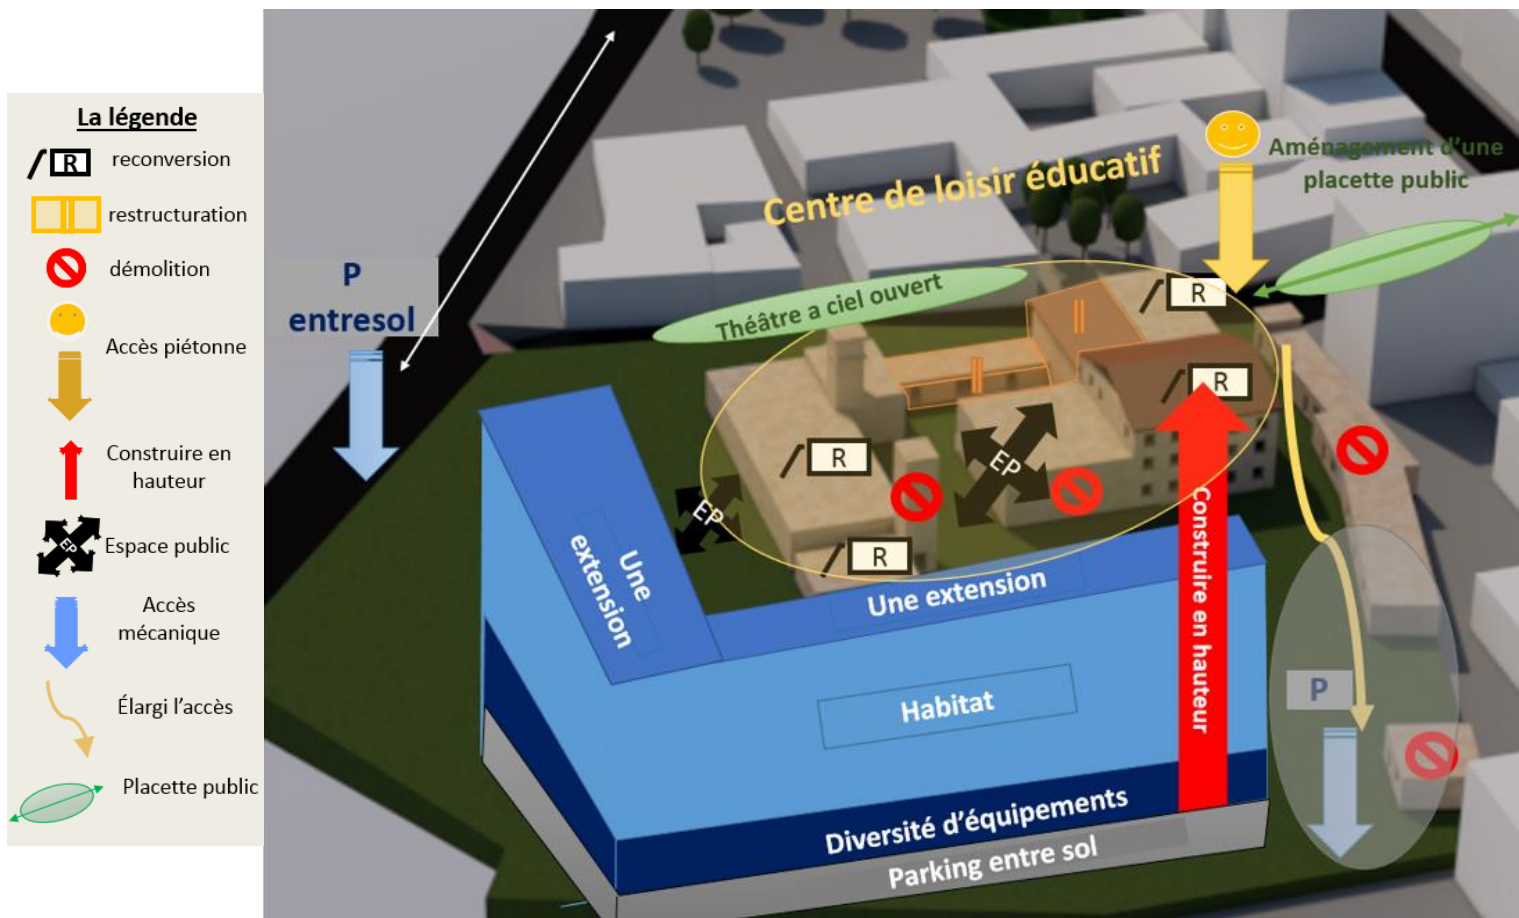 La légende
R
reconversion
restructuration
démolition
Accès piétonne
Construire en
hauteur
EP
Espace public
Accès
mécanique
Élargi l'accès
Placette public
Centre de loisir éducatif
Aménagement d'une
placette public
P
entresol
Théâtre a ciel ouvert
R
R
R
R
EP
EP
Une
extension
Une extension
Construire en hauteur
Habitat
P
Diversité d'équipements
Parking entre sol